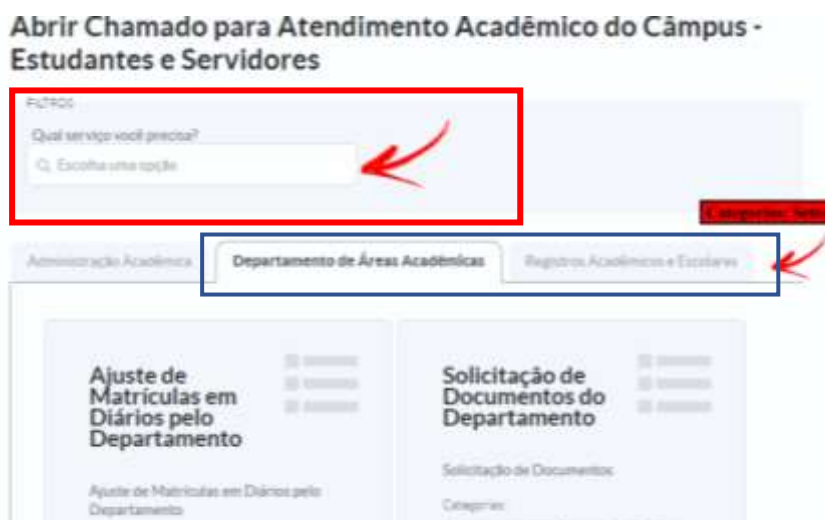 Abrir Chamado para Atendimento Acadêmico do Câmpus -
Estudantes e Servidores
FILTROS
Qual serviço você precisa?
Escolha uma opção
Administração Acadêmica
Departamento de Áreas Acadêmicas
Registros Acadêmicos e Escolares
Ajuste de
Matrículas em
Diários pelo
Departamento
Ajuste de Matrículas em Diários pelo
Departamento
Solicitação de
Documentos do
Departamento
Solicitação de Documentos
Categorias: